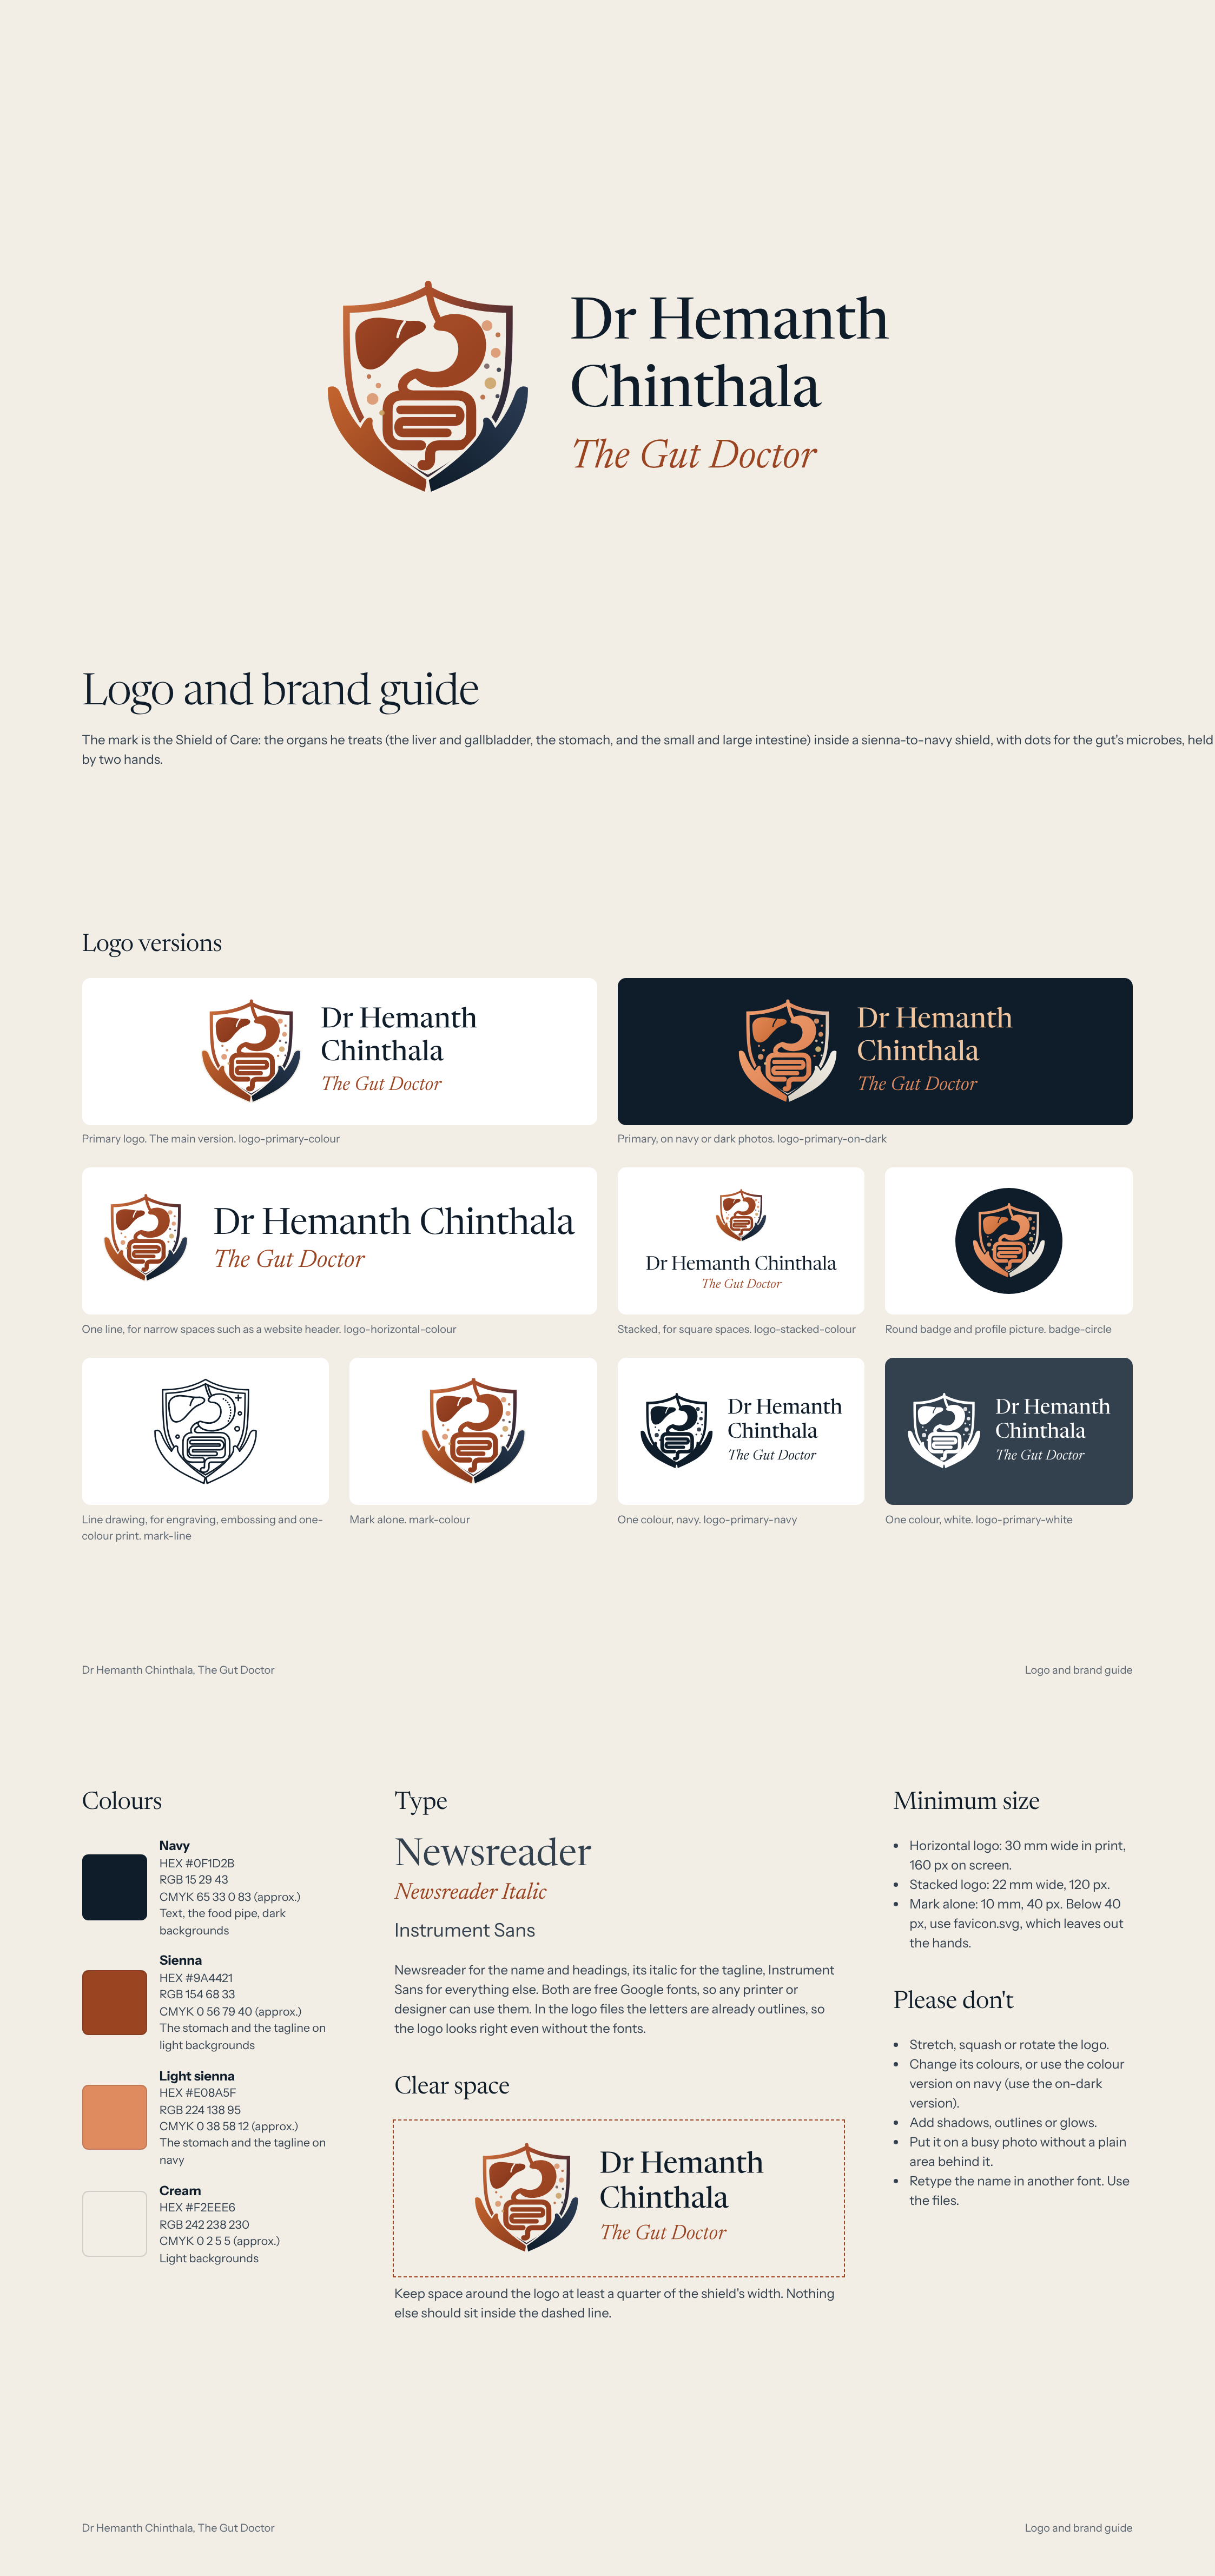 Dr Hemanth
Chinthala
The Gut Doctor
Logo and brand guide
The mark is the Shield of Care: the organs he treats (the liver and gallbladder, the stomach, and the small and large intestine) inside a sienna-to-navy shield, with dots for the gut's microbes, held
by two hands.
Logo versions
Dr Hemanth
Chinthala
The Gut Doctor
Primary logo. The main version. logo-primary-colour
Dr Hemanth
Chinthala
The Gut Doctor
Primary, on navy or dark photos. logo-primary-on-dark
Dr Hemanth Chinthala
The Gut Doctor
One line, for narrow spaces such as a website header. logo-horizontal-colour
Dr Hemanth Chinthala
The Gut Doctor
Stacked, for square spaces. logo-stacked-colour
Round badge and profile picture. badge-circle
Line drawing, for engraving, embossing and one-
colour print. mark-line
Mark alone. mark-colour
Dr Hemanth
Chinthala
The Gut Doctor
One colour, navy. logo-primary-navy
Dr Hemanth
Chinthala
The Gut Doctor
One colour, white. logo-primary-white
Dr Hemanth Chinthala, The Gut Doctor
Logo and brand guide
Colours
Navy
HEX #0F1D2B
RGB 15 29 43
CMYK 65 33 0 83 (approx.)
Text, the food pipe, dark
backgrounds
Sienna
HEX #9A4421
RGB 154 68 33
CMYK 0 56 79 40 (approx.)
The stomach and the tagline on
light backgrounds
Light sienna
HEX #E08A5F
RGB 224 138 95
CMYK 0 38 58 12 (approx.)
The stomach and the tagline on
navy
Cream
HEX #F2EEE6
RGB 242 238 230
CMYK 0 2 5 5 (approx.)
Light backgrounds
Type
Newsreader
Newsreader Italic
Instrument Sans
Newsreader for the name and headings, its italic for the tagline, Instrument
Sans for everything else. Both are free Google fonts, so any printer or
designer can use them. In the logo files the letters are already outlines, so
the logo looks right even without the fonts.
Clear space
Dr Hemanth
Chinthala
The Gut Doctor
Keep space around the logo at least a quarter of the shield's width. Nothing
else should sit inside the dashed line.
Minimum size
• Horizontal logo: 30 mm wide in print,
160 px on screen.
• Stacked logo: 22 mm wide, 120 px.
• Mark alone: 10 mm, 40 px. Below 40
px, use favicon.svg, which leaves out
the hands.
Please don't
• Stretch, squash or rotate the logo.
• Change its colours, or use the colour
version on navy (use the on-dark
version).
• Add shadows, outlines or glows.
• Put it on a busy photo without a plain
area behind it.
• Retype the name in another font. Use
the files.
Dr Hemanth Chinthala, The Gut Doctor
Logo and brand guide